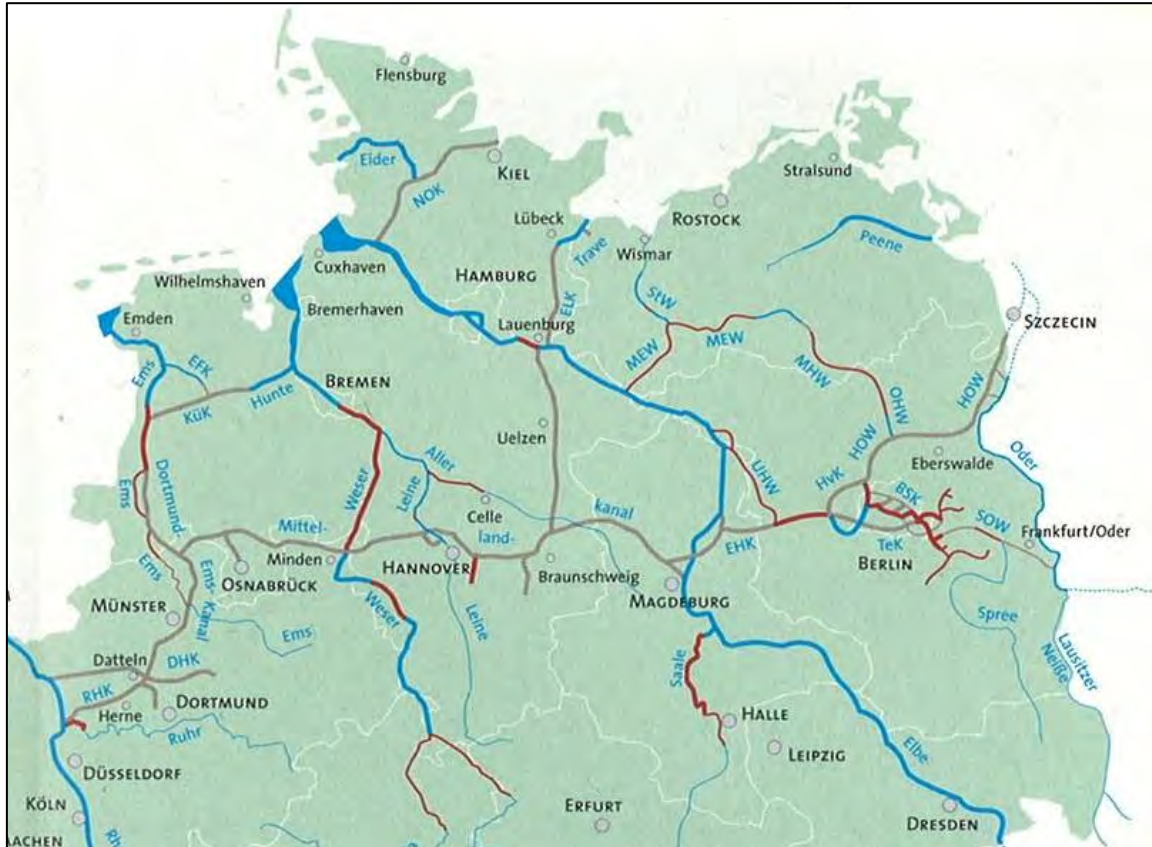 Flensburg
Eider
NOK
KIEL
Stralsund
ROSTOCK
Lübeck
Trave
Wismar
Peene
Cuxhaven
HAMBURG
Wilhelmshaven
Bremerhaven
Emden
StW
SZCZECIN
ELK
Lauenburg
MEW
MEW
MHW
OHW
HOW
HOW
Ems
EFK
KüK
Hunte
BREMEN
Uelzen
Eberswalde
Oder
Aller
UHW
HvK
BSK
SOW
Frankfurt/Oder
Ems
Dortmund-
Ems-Kanal
Weser
Leine
Celle
Mittel-
land-
kanal
EHK
TeK
BERLIN
Minden
HANNOVER
Braunschweig
MAGDEBURG
OSNABRÜCK
Ems
MÜNSTER
Ems
Weser
Leine
Spree
Lausitzer
Neiße
Datteln
DHK
RHK
Herne
DORTMUND
Ruhr
Saale
HALLE
LEIPZIG
Elbe
DÜSSELDORF
KÖLN
ERFURT
DRESDEN
AACHEN
Rh